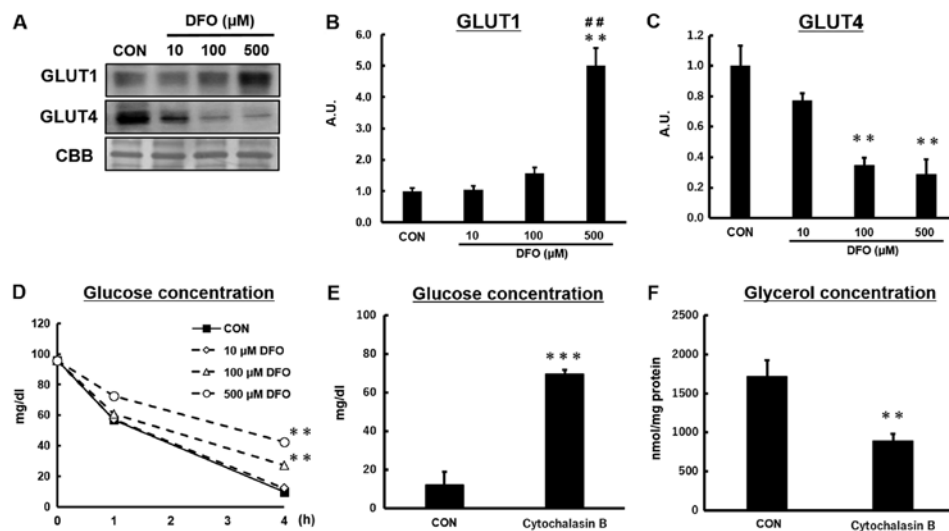 A
DFO (μM)
CON 10 100 500
GLUT1
GLUT4
CBB
B
GLUT1
A.U.
6.0
5.0
4.0
3.0
2.0
1.0
0.0
##
**
CON 10 100 500
DFO (μM)
C
GLUT4
A.U.
1.2
1.0
0.8
0.6
0.4
0.2
0.0
** **
CON 10 100 500
DFO (μM)
D
Glucose concentration
mg/dl
120
100
80
60
40
20
0
CON
10 μM DFO
100 μM DFO
500 μM DFO
**
**
0 1 4 (h)
E
Glucose concentration
mg/dl
80
60
40
20
0
***
CON Cytochalasin B
F
Glycerol concentration
nmol/mg protein
2500
2000
1500
1000
500
0
**
CON Cytochalasin B